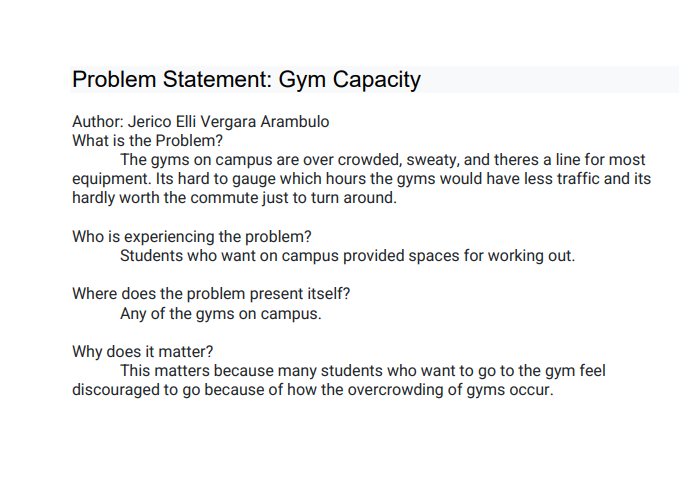 Problem Statement: Gym Capacity
Author: Jerico Elli Vergara Arambulo
What is the Problem?
The gyms on campus are over crowded, sweaty, and theres a line for most
equipment. Its hard to gauge which hours the gyms would have less traffic and its
hardly worth the commute just to turn around.
Who is experiencing the problem?
Students who want on campus provided spaces for working out.
Where does the problem present itself?
Any of the gyms on campus.
Why does it matter?
This matters because many students who want to go to the gym feel
discouraged to go because of how the overcrowding of gyms occur.